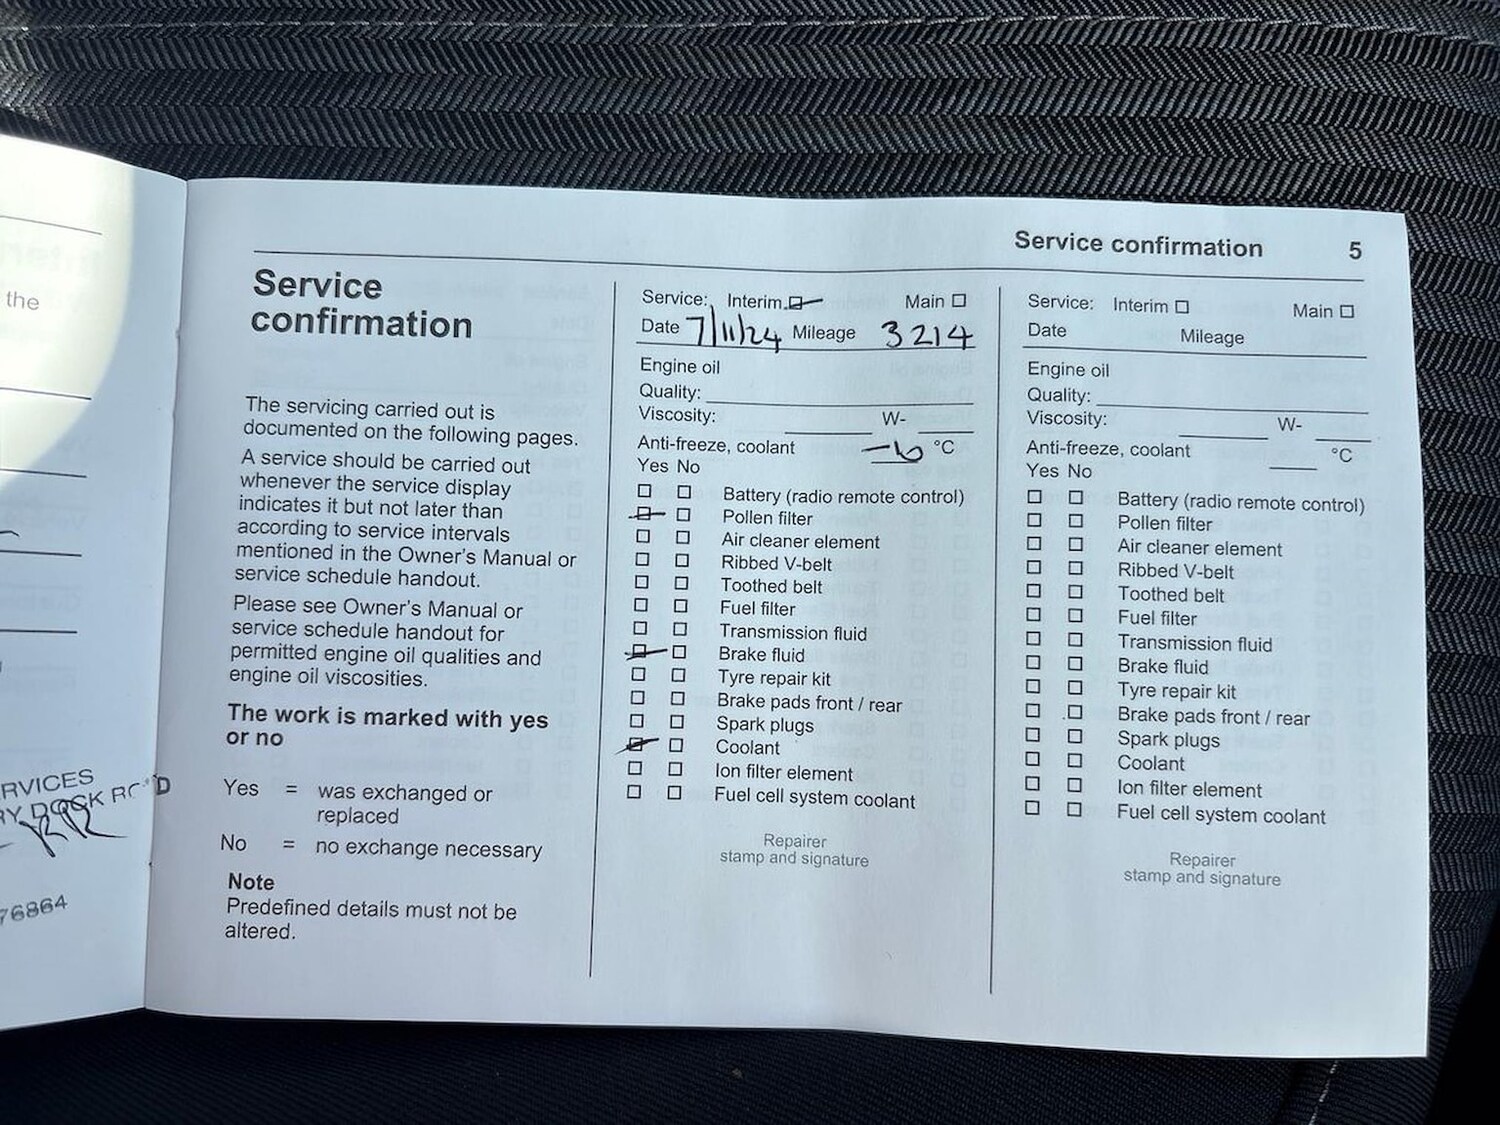 the
RVICES
RY DOCK RO D
76864
Service confirmation 5
Service
confirmation
The servicing carried out is
documented on the following pages.
A service should be carried out
whenever the service display
indicates it but not later than
according to service intervals
mentioned in the Owner's Manual or
service schedule handout.
Please see Owner's Manual or
service schedule handout for
permitted engine oil qualities and
engine oil viscosities.
The work is marked with yes
or no
Yes = was exchanged or
replaced
No = no exchange necessary
Note
Predefined details must not be
altered.
Service: Interim Main
Date 7/11/24 Mileage 3214
Engine oil
Quality:
Viscosity: W-
Anti-freeze, coolant °C
Yes No
Battery (radio remote control)
Pollen filter
Air cleaner element
Ribbed V-belt
Toothed belt
Fuel filter
Transmission fluid
Brake fluid
Tyre repair kit
Brake pads front / rear
Spark plugs
Coolant
Ion filter element
Fuel cell system coolant
Repairer
stamp and signature
Service: Interim Main
Date Mileage
Engine oil
Quality:
Viscosity: W-
Anti-freeze, coolant °C
Yes No
Battery (radio remote control)
Pollen filter
Air cleaner element
Ribbed V-belt
Toothed belt
Fuel filter
Transmission fluid
Brake fluid
Tyre repair kit
Brake pads front / rear
Spark plugs
Coolant
Ion filter element
Fuel cell system coolant
Repairer
stamp and signature